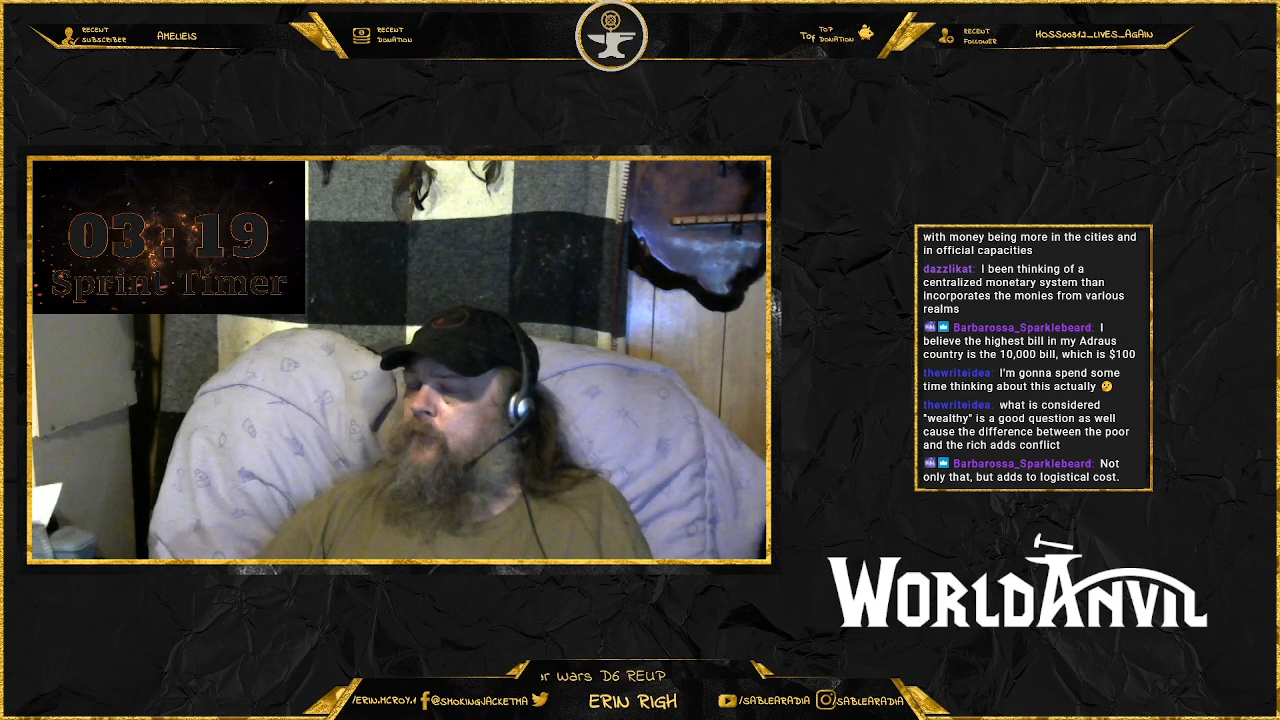 RECENT
SUBSCRIBER
AMELIEIS
RECENT
DONATION
Top
TOP
DONATION
RECENT
FOLLOWER
HOSS00312_LIVES_AGAIN
03:19
Sprint Timer
with money being more in the cities and
in official capacities
dazzlikat: I been thinking of a
centralized monetary system than
incorporates the monies from various
realms
Barbarossa_Sparklebeard: I
believe the highest bill in my Adraus
country is the 10,000 bill, which is $100
thewriteidea: I'm gonna spend some
time thinking about this actually 🤔
thewriteidea: what is considered
"wealthy" is a good question as well
cause the difference between the poor
and the rich adds conflict
Barbarossa_Sparklebeard: Not
only that, but adds to logistical cost.
WORLDANVIL
r Wars D6 REUP
/ERIN.MCROY.1
@SMOKINGJACKETMA
ERIN RIGH
/SABLEARADIA
/SABLEARADIA